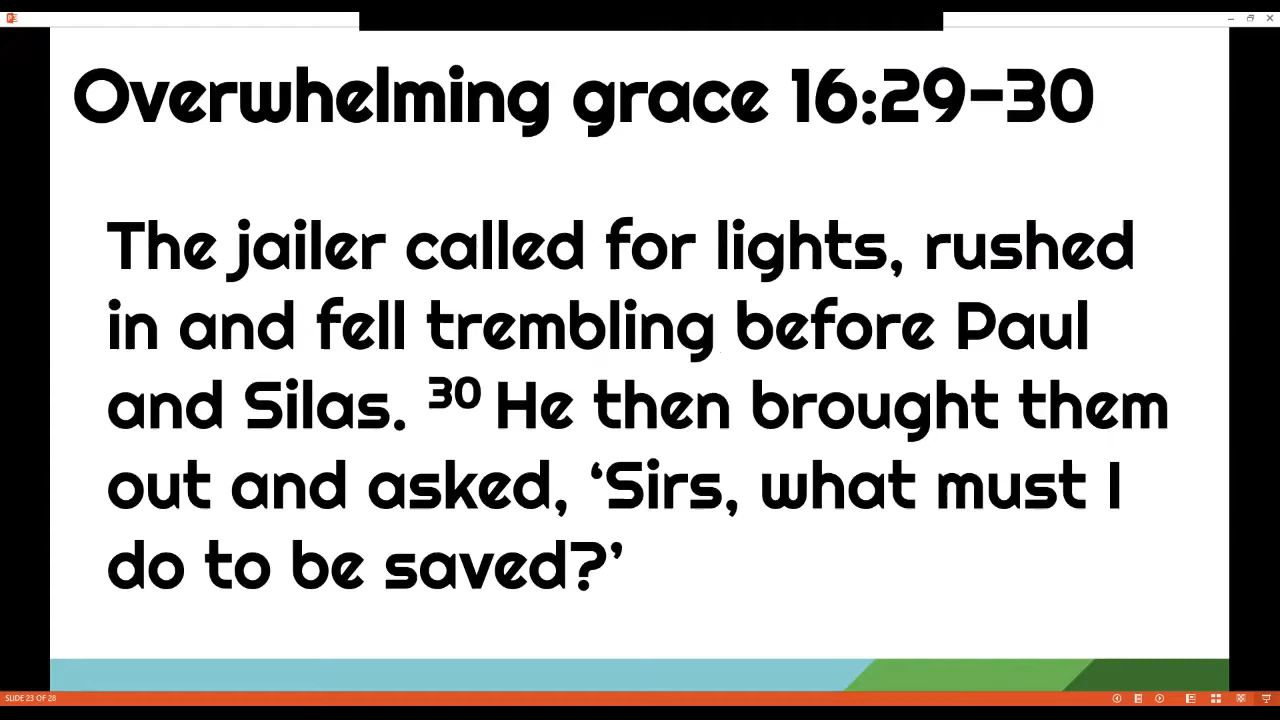 Overwhelming grace 16:29-30
The jailer called for lights, rushed
in and fell trembling before Paul
and Silas. ³⁰ He then brought them
out and asked, ‘Sirs, what must I
do to be saved?’
SLIDE 23 OF 28